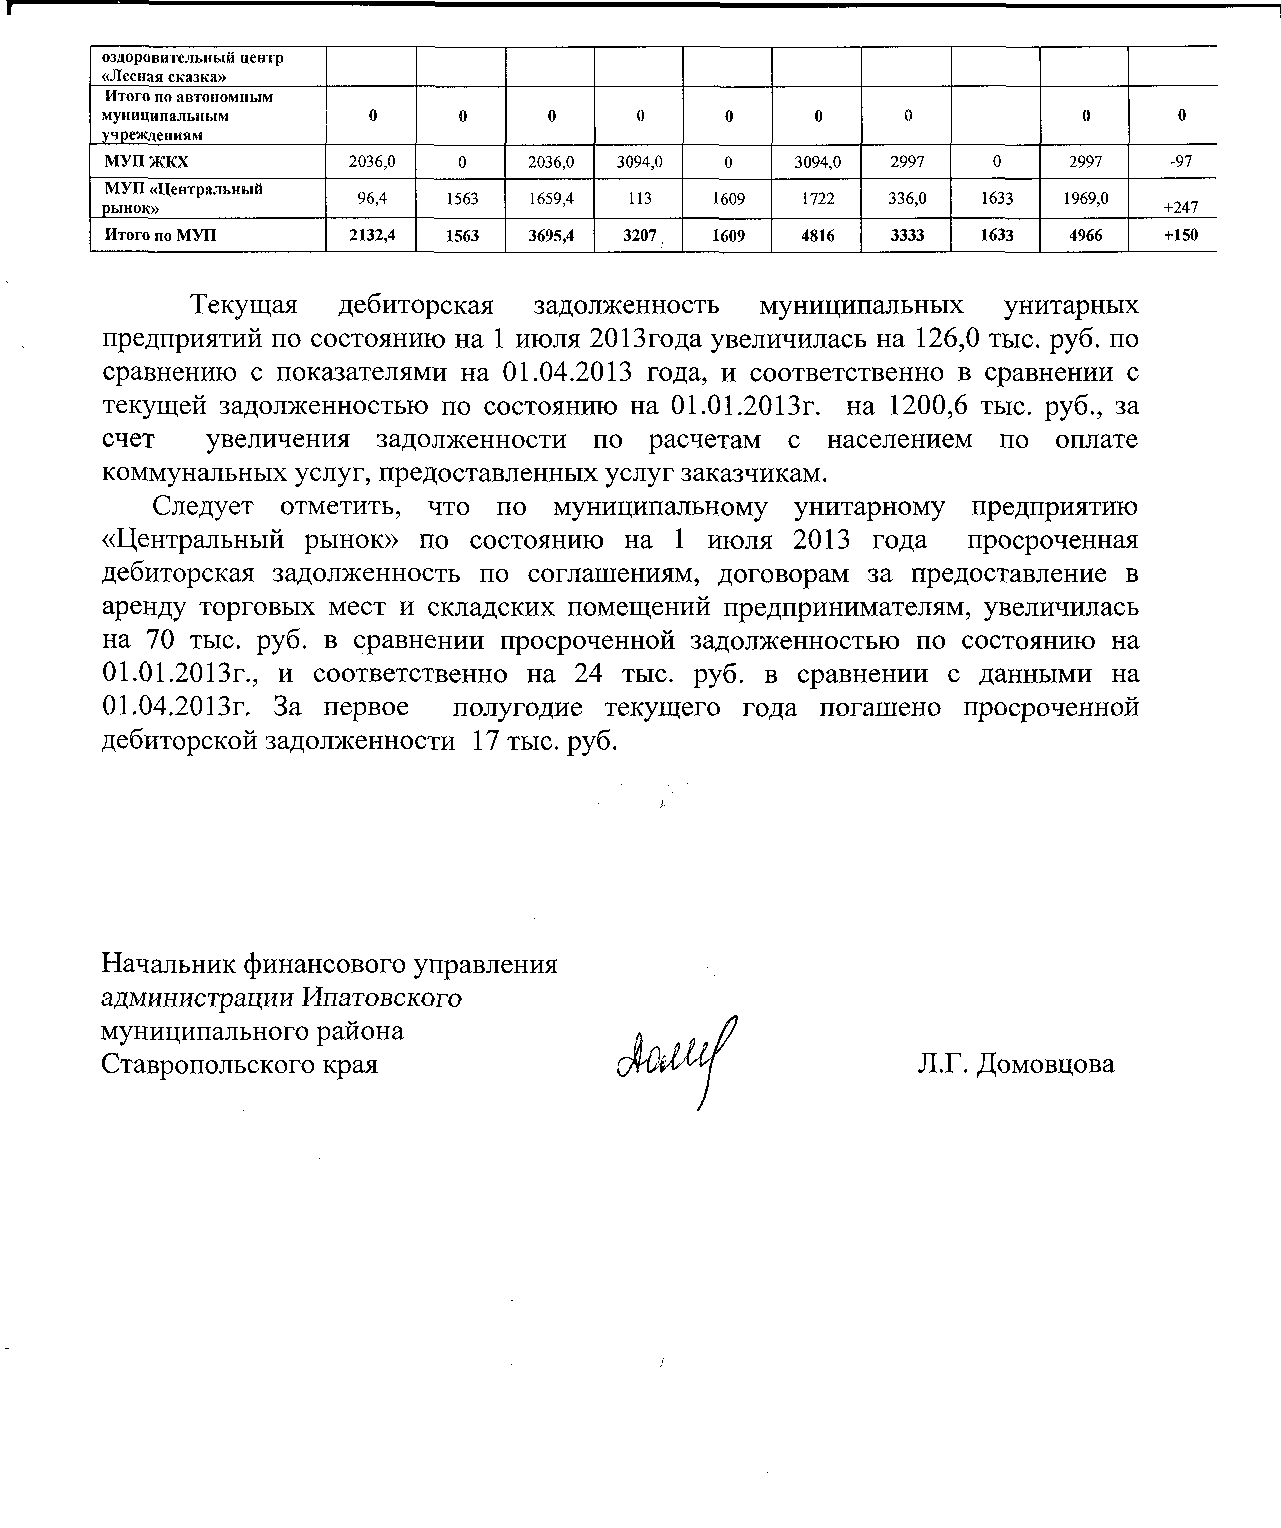 оздоровительный центр
«Лесная сказка»
Итого по автономным
муниципальным
учреждениям 0 0 0 0 0 0 0 0 0
МУП ЖКХ 2036,0 0 2036,0 3094,0 0 3094,0 2997 0 2997 -97
МУП «Центральный
рынок» 96,4 1563 1659,4 113 1609 1722 336,0 1633 1969,0 +247
Итого по МУП 2132,4 1563 3695,4 3207 1609 4816 3333 1633 4966 +150
Текущая дебиторская задолженность муниципальных унитарных
предприятий по состоянию на 1 июля 2013года увеличилась на 126,0 тыс. руб. по
сравнению с показателями на 01.04.2013 года, и соответственно в сравнении с
текущей задолженностью по состоянию на 01.01.2013г. на 1200,6 тыс. руб., за
счет увеличения задолженности по расчетам с населением по оплате
коммунальных услуг, предоставленных услуг заказчикам.
Следует отметить, что по муниципальному унитарному предприятию
«Центральный рынок» по состоянию на 1 июля 2013 года просроченная
дебиторская задолженность по соглашениям, договорам за предоставление в
аренду торговых мест и складских помещений предпринимателям, увеличилась
на 70 тыс. руб. в сравнении просроченной задолженностью по состоянию на
01.01.2013г., и соответственно на 24 тыс. руб. в сравнении с данными на
01.04.2013г. За первое полугодие текущего года погашено просроченной
дебиторской задолженности 17 тыс. руб.
Начальник финансового управления
администрации Ипатовского
муниципального района
Ставропольского края Л.Г. Домовцова